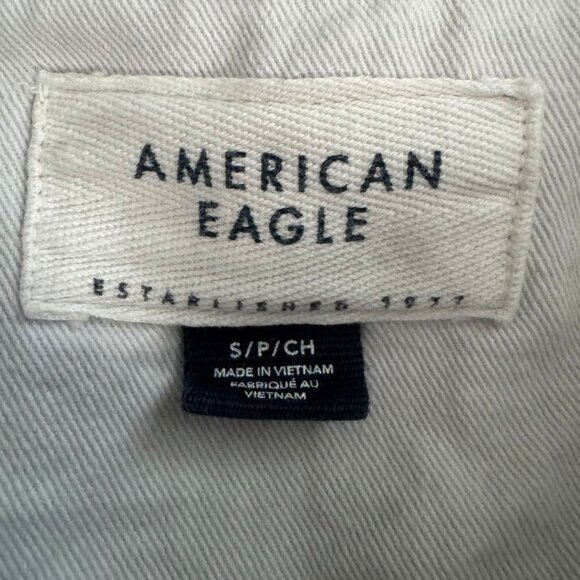 AMERICAN
EAGLE
ESTABLISHED 1977
S/P/CH
MADE IN VIETNAM
FABRIQUÉ AU
VIETNAM